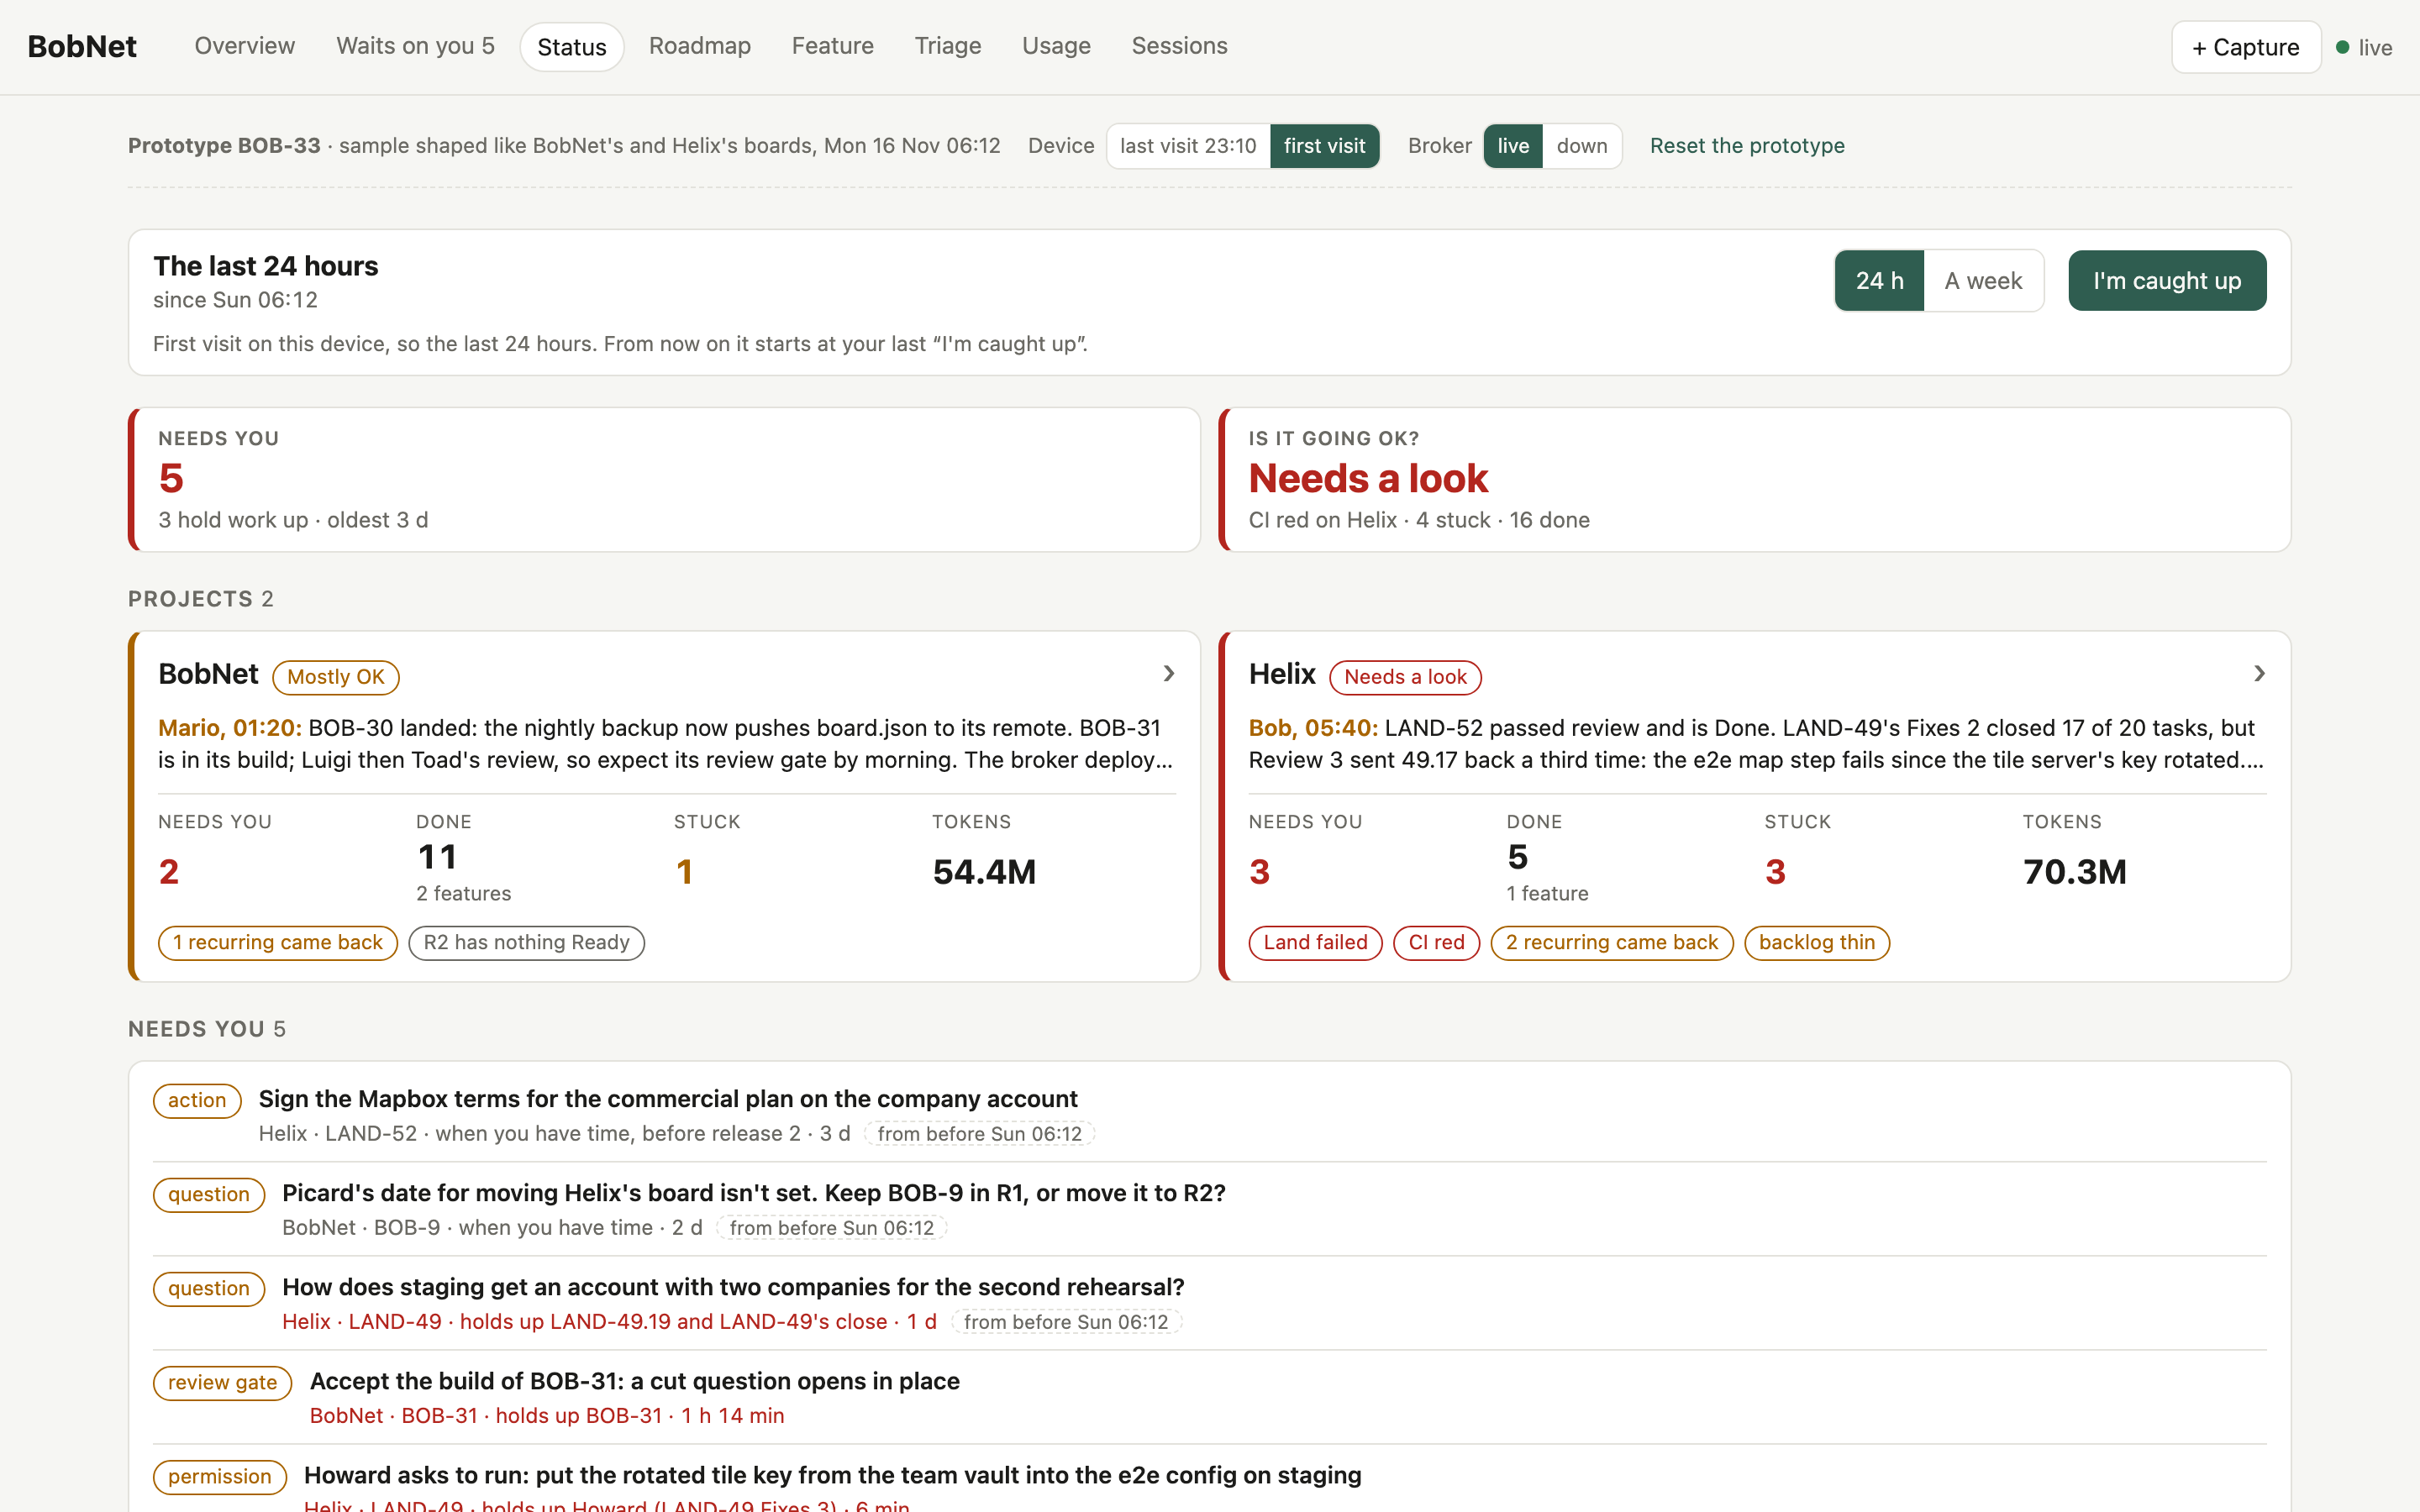 BobNet
Overview
Waits on you 5
Status
Roadmap
Feature
Triage
Usage
Sessions
+ Capture
live
Prototype BOB-33 · sample shaped like BobNet's and Helix's boards, Mon 16 Nov 06:12
Device
last visit 23:10
first visit
Broker
live
down
Reset the prototype
The last 24 hours
since Sun 06:12
24 h
A week
I'm caught up
First visit on this device, so the last 24 hours. From now on it starts at your last “I'm caught up”.
NEEDS YOU
5
3 hold work up · oldest 3 d
IS IT GOING OK?
Needs a look
CI red on Helix · 4 stuck · 16 done
PROJECTS 2
BobNet
Mostly OK
›
Mario, 01:20: BOB-30 landed: the nightly backup now pushes board.json to its remote. BOB-31
is in its build; Luigi then Toad's review, so expect its review gate by morning. The broker deploy…
NEEDS YOU
2
DONE
11
2 features
STUCK
1
TOKENS
54.4M
1 recurring came back
R2 has nothing Ready
Helix
Needs a look
›
Bob, 05:40: LAND-52 passed review and is Done. LAND-49's Fixes 2 closed 17 of 20 tasks, but
Review 3 sent 49.17 back a third time: the e2e map step fails since the tile server's key rotated.…
NEEDS YOU
3
DONE
5
1 feature
STUCK
3
TOKENS
70.3M
Land failed
CI red
2 recurring came back
backlog thin
NEEDS YOU 5
action
Sign the Mapbox terms for the commercial plan on the company account
Helix · LAND-52 · when you have time, before release 2 · 3 d
from before Sun 06:12
question
Picard's date for moving Helix's board isn't set. Keep BOB-9 in R1, or move it to R2?
BobNet · BOB-9 · when you have time · 2 d
from before Sun 06:12
question
How does staging get an account with two companies for the second rehearsal?
Helix · LAND-49 · holds up LAND-49.19 and LAND-49's close · 1 d
from before Sun 06:12
review gate
Accept the build of BOB-31: a cut question opens in place
BobNet · BOB-31 · holds up BOB-31 · 1 h 14 min
permission
Howard asks to run: put the rotated tile key from the team vault into the e2e config on staging
Helix · LAND-49 · holds up Howard (LAND-49 Fixes 3) · 6 min